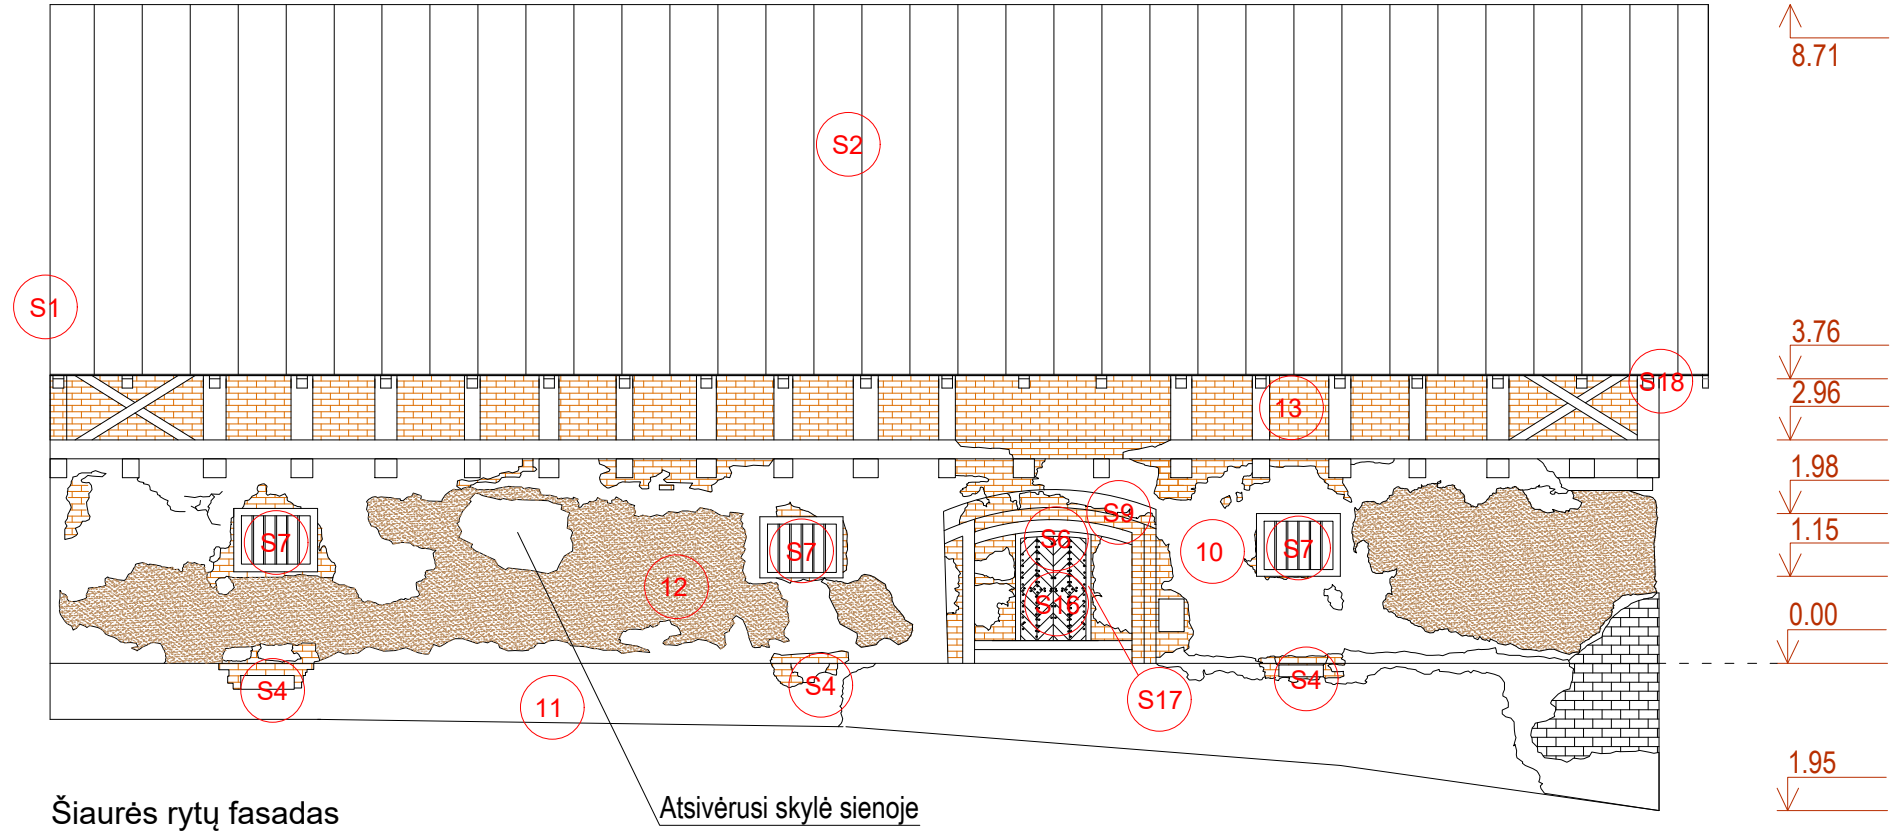 8.71
S2
S1
3.76
S18
2.96
13
1.98
S9
S7
S6
S7
10
S7
1.15
12
S16
0.00
S4
S4
S4
11
S17
1.95
Atsivėrusi skylė sienoje
Šiaurės rytų fasadas